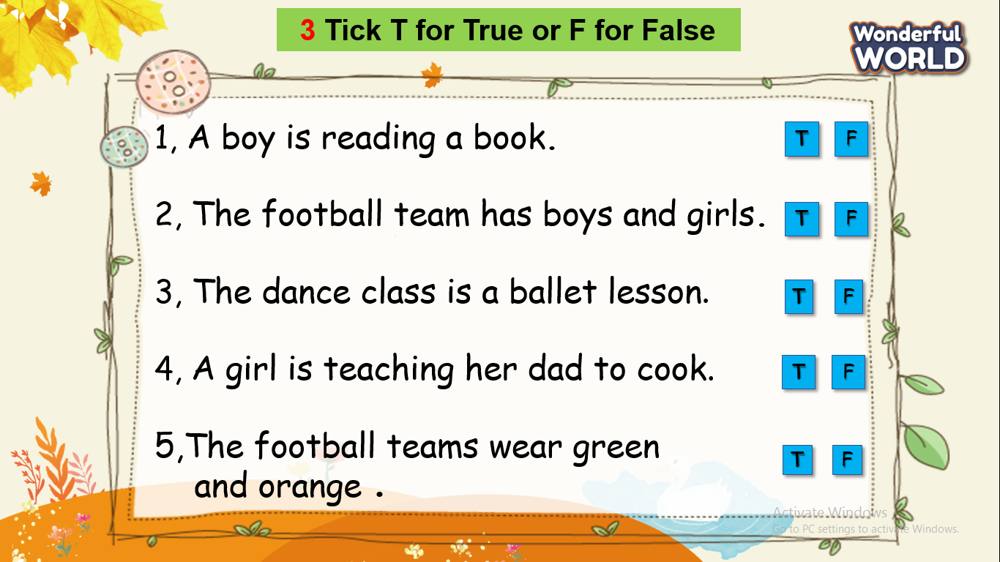 3 Tick T for True or F for False
Wonderful
WORLD
1, A boy is reading a book. T F
2, The football team has boys and girls. T F
3, The dance class is a ballet lesson. T F
4, A girl is teaching her dad to cook. T F
5,The football teams wear green T F
and orange .
Activate Windows
Go to PC settings to activate Windows.